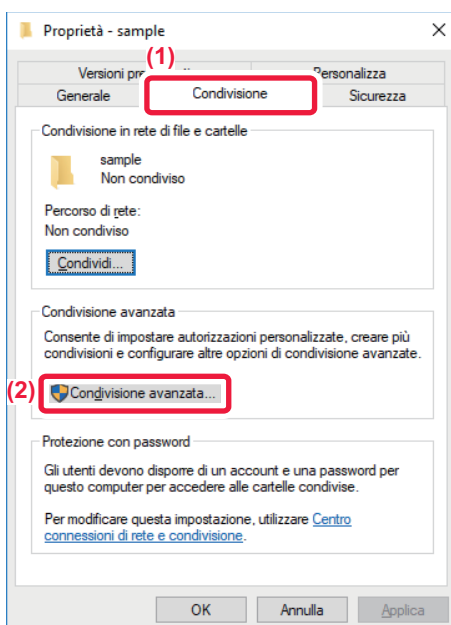 Proprietà - sample
(1)
Versioni pre
Personalizza
Generale
Condivisione
Sicurezza
Condivisione in rete di file e cartelle
sample
Non condiviso
Percorso di rete:
Non condiviso
Condividi...
Condivisione avanzata
Consente di impostare autorizzazioni personalizzate, creare più
condivisioni e configurare altre opzioni di condivisione avanzate.
(2)
Condivisione avanzata...
Protezione con password
Gli utenti devono disporre di un account e una password per
questo computer per accedere alle cartelle condivise.
Per modificare questa impostazione, utilizzare Centro
connessioni di rete e condivisione.
OK
Annulla
Applica